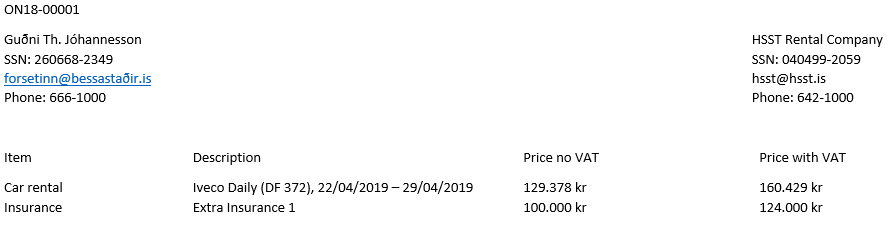 ON18-00001
Guðni Th. Jóhannesson HSST Rental Company
SSN: 260668-2349 SSN: 040499-2059
forsetinn@bessastaðir.is hsst@hsst.is
Phone: 666-1000 Phone: 642-1000
Item Description Price no VAT Price with VAT
Car rental Iveco Daily (DF 372), 22/04/2019 – 29/04/2019 129.378 kr 160.429 kr
Insurance Extra Insurance 1 100.000 kr 124.000 kr